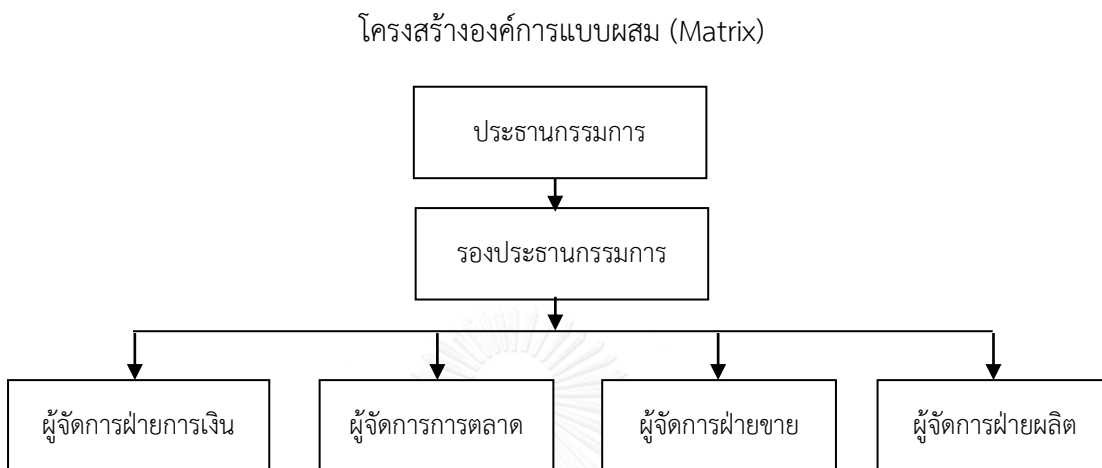 โครงสร้างองค์การแบบผสม (Matrix)
ประธานกรรมการ
รองประธานกรรมการ
ผู้จัดการฝ่ายการเงิน
ผู้จัดการการตลาด
ผู้จัดการฝ่ายขาย
ผู้จัดการฝ่ายผลิต